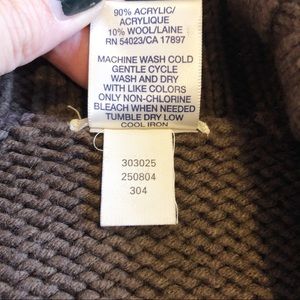 90% ACRYLIC/
ACRYLIQUE
10% WOOL/LAINE
RN 54023/CA 17897
MACHINE WASH COLD
GENTLE CYCLE
WASH AND DRY
WITH LIKE COLORS
ONLY NON-CHLORINE
BLEACH WHEN NEEDED
TUMBLE DRY LOW
COOL IRON
303025
250804
304